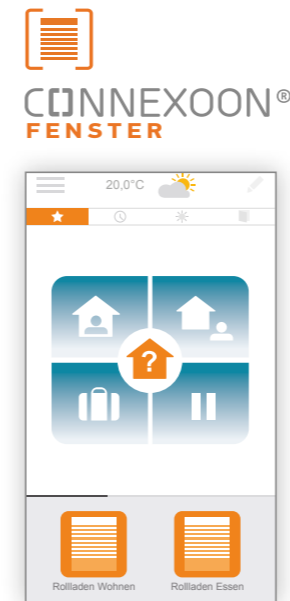 CONNEXOON®
FENSTER
20,0°C
?
Rollladen Wohnen Rollladen Essen